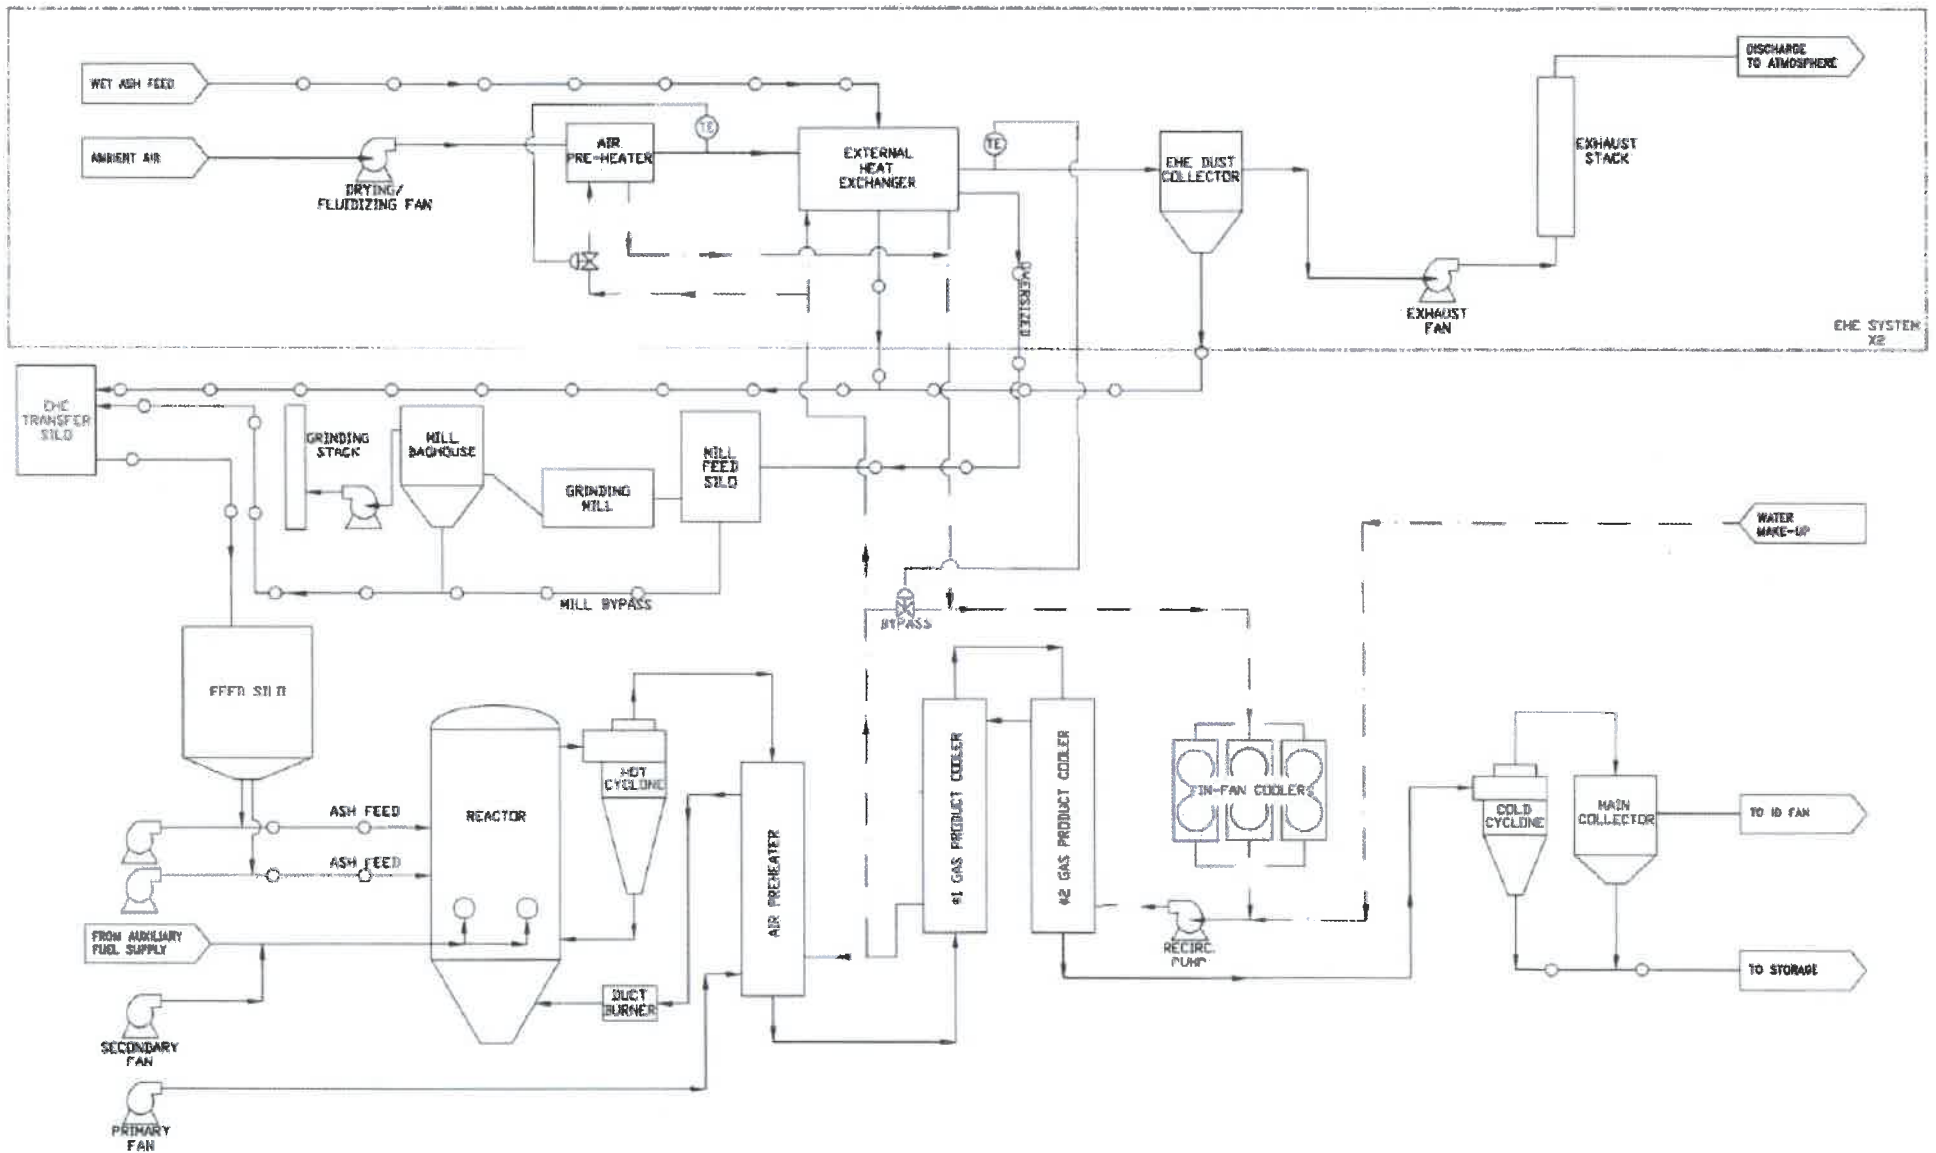 WET ASH FEED
AMBIENT AIR
DRYING/
FLUIDIZING FAN
AIR
PRE-HEATER
TE
EXTERNAL
HEAT
EXCHANGER
TE
EHE DUST
COLLECTOR
EXHAUST
STACK
DISCHARGE
TO ATMOSPHERE
EXHAUST
FAN
EHE SYSTEM
X2
OVERSIZED
EHE
TRANSFER
SILO
GRINDING
STACK
MILL
BAGHOUSE
GRINDING
MILL
MILL
FEED
SILO
MILL BYPASS
WATER
MAKE-UP
BYPASS
FEED SILO
REACTOR
HOT
CYCLONE
ASH FEED
ASH FEED
FROM AUXILIARY
FUEL SUPPLY
DUCT
BURNER
SECONDARY
FAN
PRIMARY
FAN
AIR PREHEATER
#1 GAS PRODUCT COOLER
#2 GAS PRODUCT COOLER
FIN-FAN COOLERS
RECIRC.
PUMP
COLD
CYCLONE
MAIN
COLLECTOR
TO ID FAN
TO STORAGE